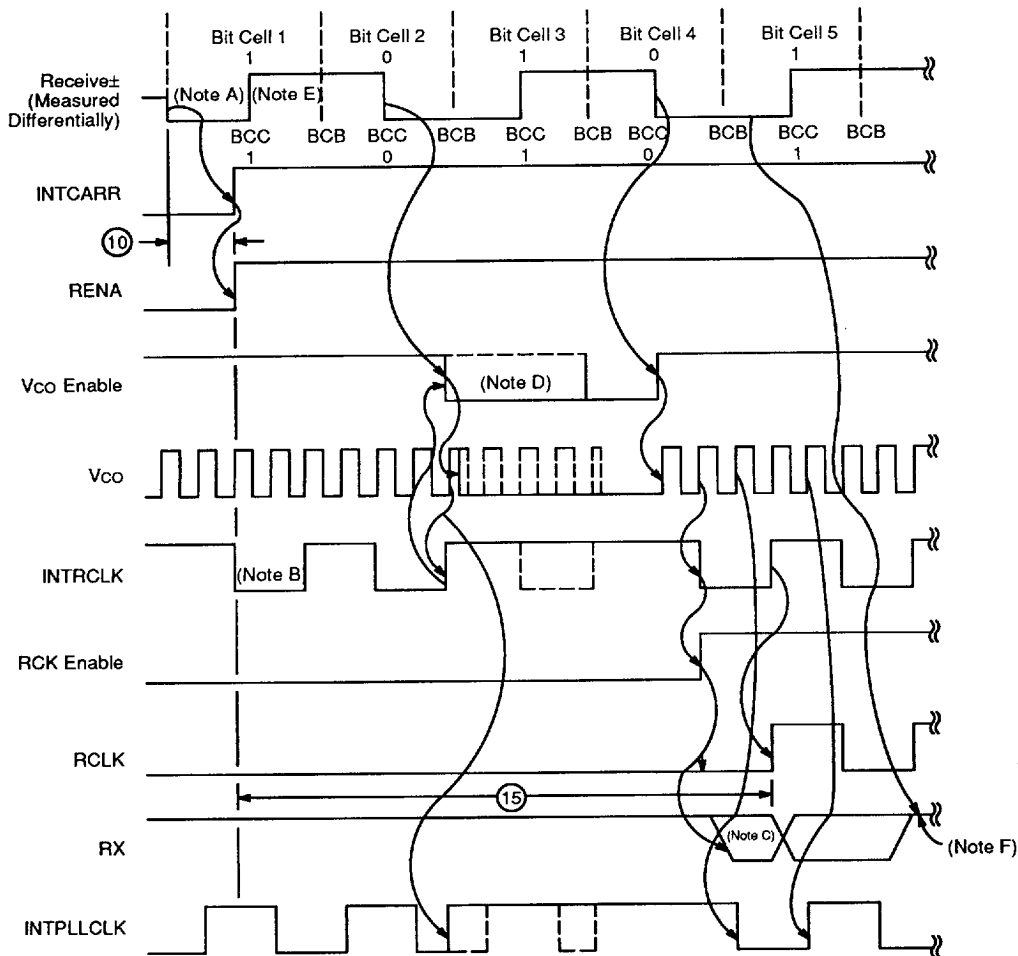 Bit Cell 1 Bit Cell 2 Bit Cell 3 Bit Cell 4 Bit Cell 5
1 0 1 0 1
Receive±
(Measured
Differentially)
(Note A) (Note E)
BCC BCB BCC BCB BCC BCB BCC BCB BCC BCB
1 0 1 0 1
INTCARR
10
RENA
VCO Enable
(Note D)
VCO
INTRCLK
(Note B)
RCK Enable
RCLK
15
RX
(Note C)
(Note F)
INTPLLCLK